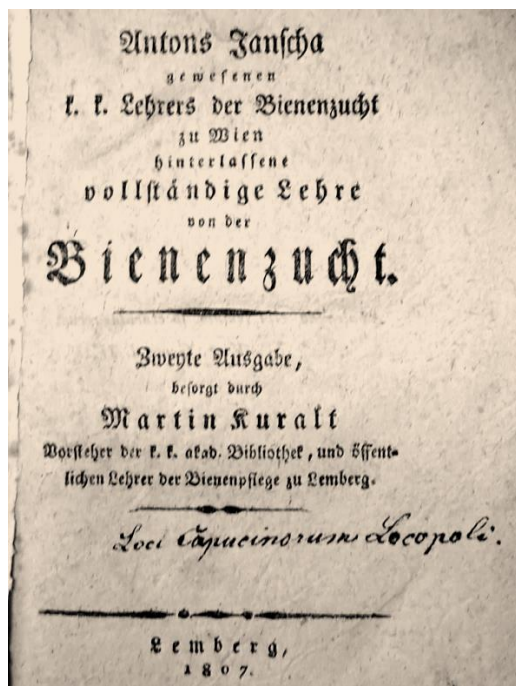 Antons Janscha
gewesenen
k. k. Lehrers der Bienenzucht
zu Wien
hinterlassene
vollständige Lehre
von der
Bienenzucht.
Zweyte Ausgabe,
besorgt durch
Martin Kuralt
Vorsteher der k. k. akad. Bibliothek, und öffent-
lichen Lehrer der Bienenpflege zu Lemberg.
Loci Capucinorum Locopoli.
Lemberg,
1807.